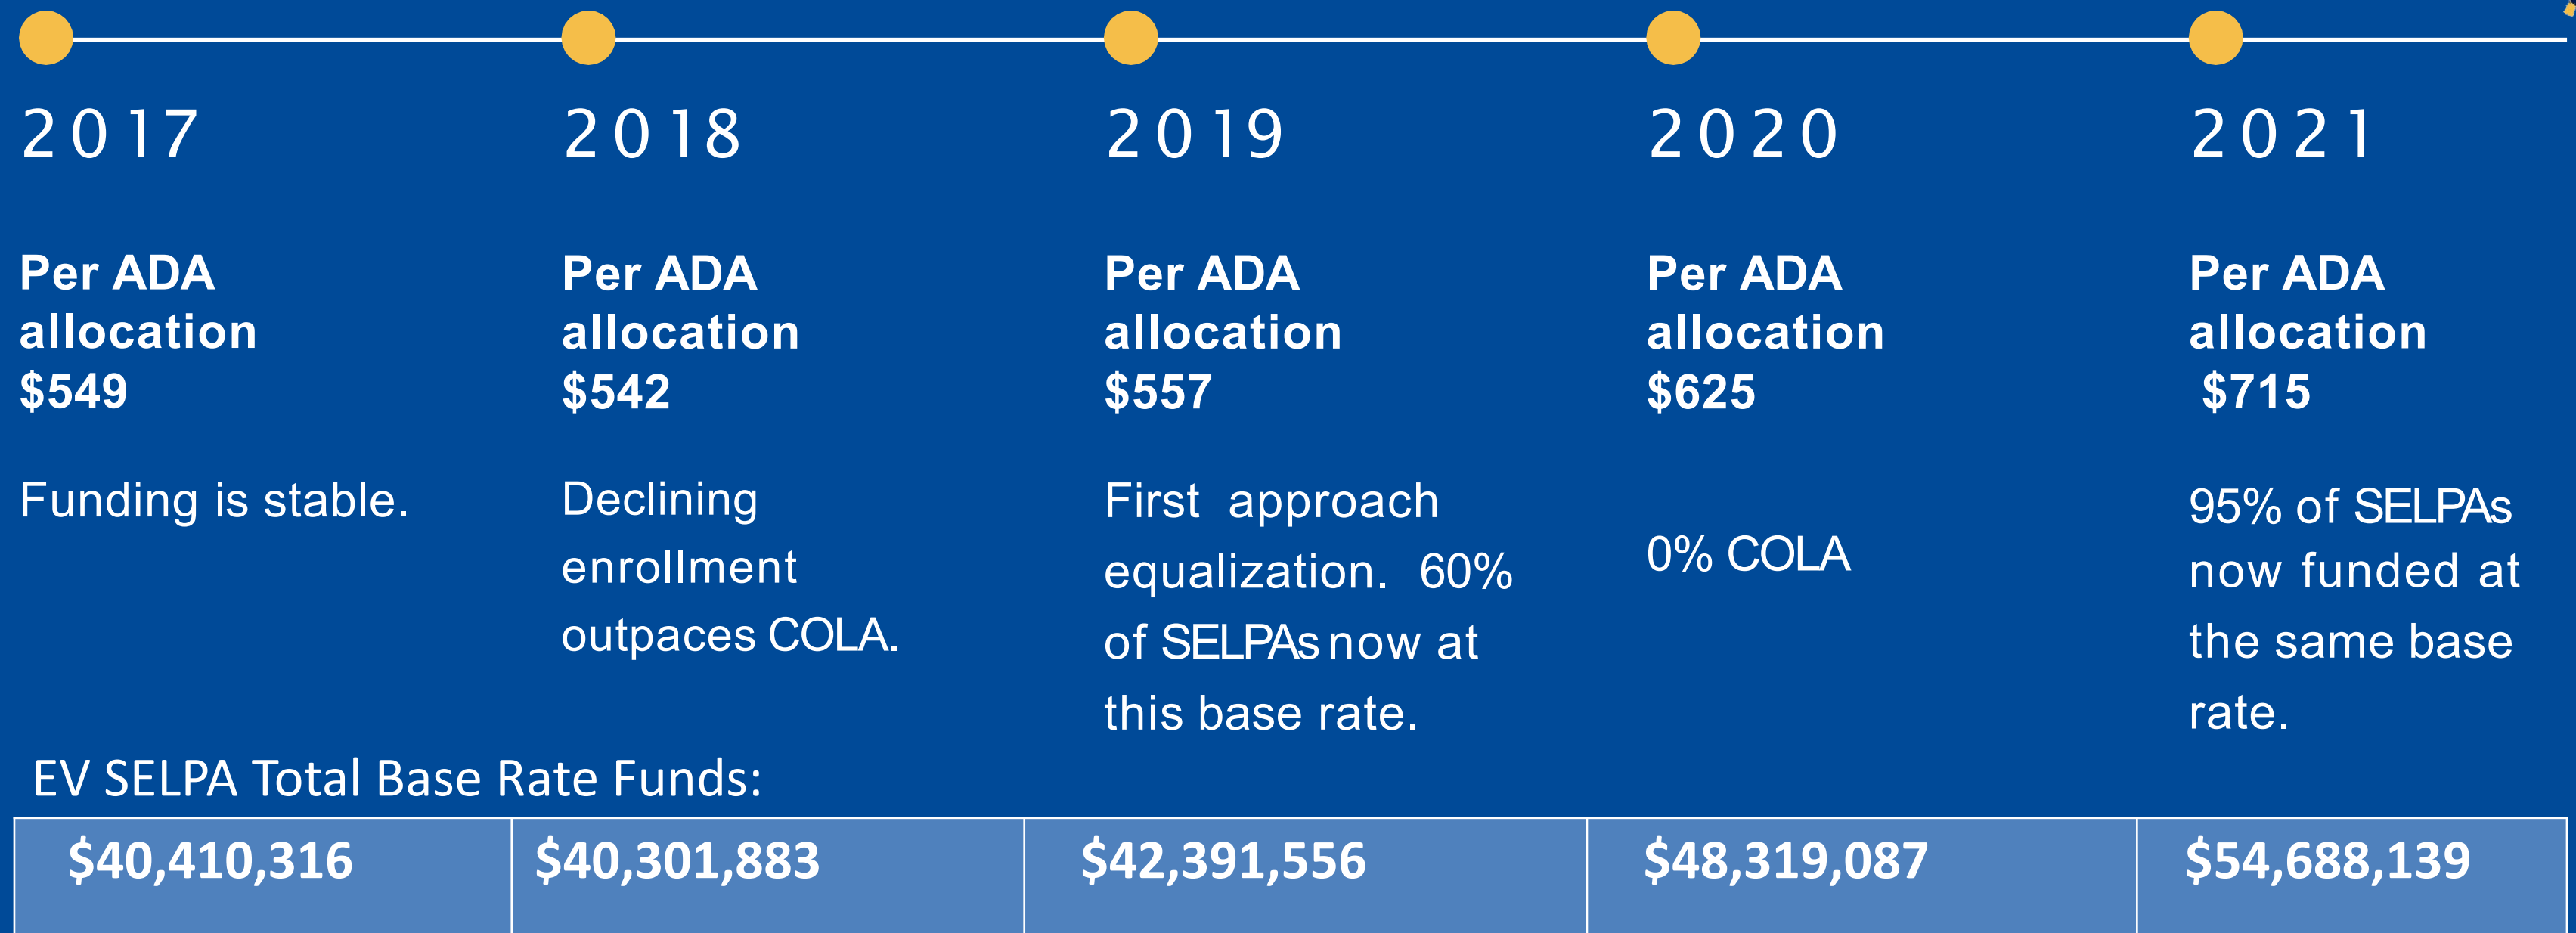 2017
Per ADA
allocation
$549
Funding is stable.
2018
Per ADA
allocation
$542
Declining
enrollment
outpaces COLA.
2019
Per ADA
allocation
$557
First approach
equalization. 60%
of SELPAs now at
this base rate.
2020
Per ADA
allocation
$625
0% COLA
2021
Per ADA
allocation
$715
95% of SELPAs
now funded at
the same base
rate.
EV SELPA Total Base Rate Funds:
$40,410,316 $40,301,883 $42,391,556 $48,319,087 $54,688,139